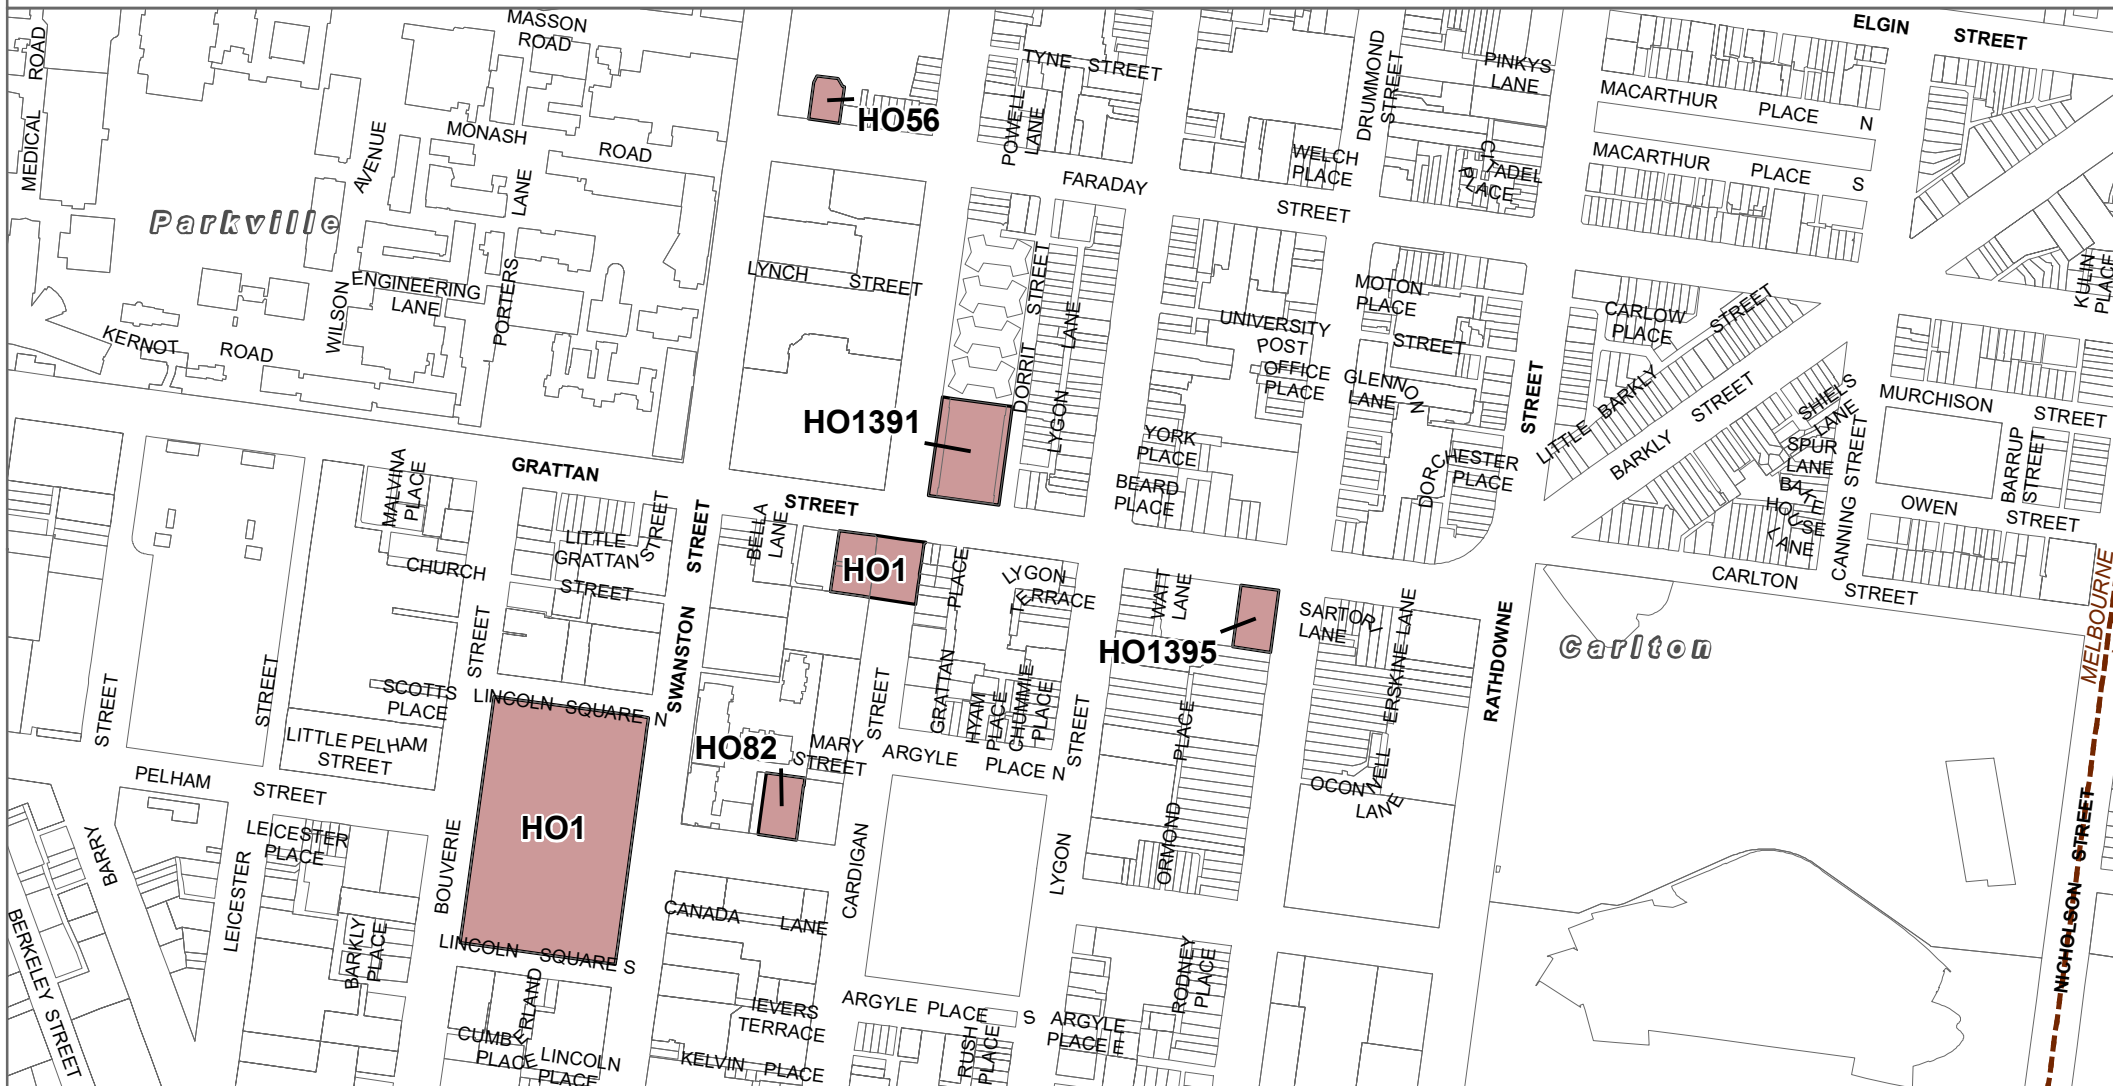 MASSON
ROAD
ELGIN STREET
MEDICAL ROAD
TYNE STREET
DRUMMOND
STREET
PINKYS
LANE
MACARTHUR PLACE N
HO56
POWELL
LANE
MONASH ROAD
AVENUE
WELCH
PLACE
CITADEL
PLACE
MACARTHUR PLACE S
FARADAY STREET
LANE
Parkville
LYNCH STREET
DORRIT STREET
ENGINEERING
LANE
WILSON
PORTERS
MOTON
PLACE
CARLOW
PLACE
STREET
KULIN
PLACE
KERNOT ROAD
UNIVERSITY
POST
OFFICE
PLACE
STREET
LYGON LANE
GLENNON
LANE
STREET
LITTLE BARKLY
BARKLY STREET
SHIELS
LANE
MURCHISON STREET
HO1391
YORK
PLACE
BEARD
PLACE
DORCHESTER
PLACE
SPUR
LANE
BAKE
HOUSE
LANE
CANNING STREET
BARRUP
STREET
OWEN STREET
GRATTAN STREET
MALVINA
PLACE
LITTLE
GRATTAN
STREET
STREET
STREET
BELLA
LANE
HO1
CHURCH
PLACE
LYGON
TERRACE
WATT
LANE
SARTORI
LANE
ERSKINE LANE
CARLTON STREET
MELBOURNE
HO1395
Carlton
STREET
SWANSTON
RATHDOWNE
SCOTTS
PLACE
LINCOLN SQUARE N
STREET
STREET
STREET
GRATTAN
HYAM
PLACE
CHUMMIE
PLACE
STREET
PLACE
LITTLE PELHAM
STREET
HO82
MARY
STREET
ARGYLE PLACE N
OCONNELL
LANE
PELHAM STREET
HO1
LEICESTER
PLACE
BARRY
BOUVERIE
CARDIGAN
LYGON
ORMOND
NICHOLSON STREET
LEICESTER
BARKLY
PLACE
CANADA LANE
LINCOLN SQUARE S
BERKELEY STREET
RODNEY
PLACE
IEVERS
TERRACE
ARGYLE PLACE S
ARGYLE
PLACE E
CUMBERLAND
PLACE
LINCOLN
PLACE
KELVIN PLACE
RUSH
PLACE